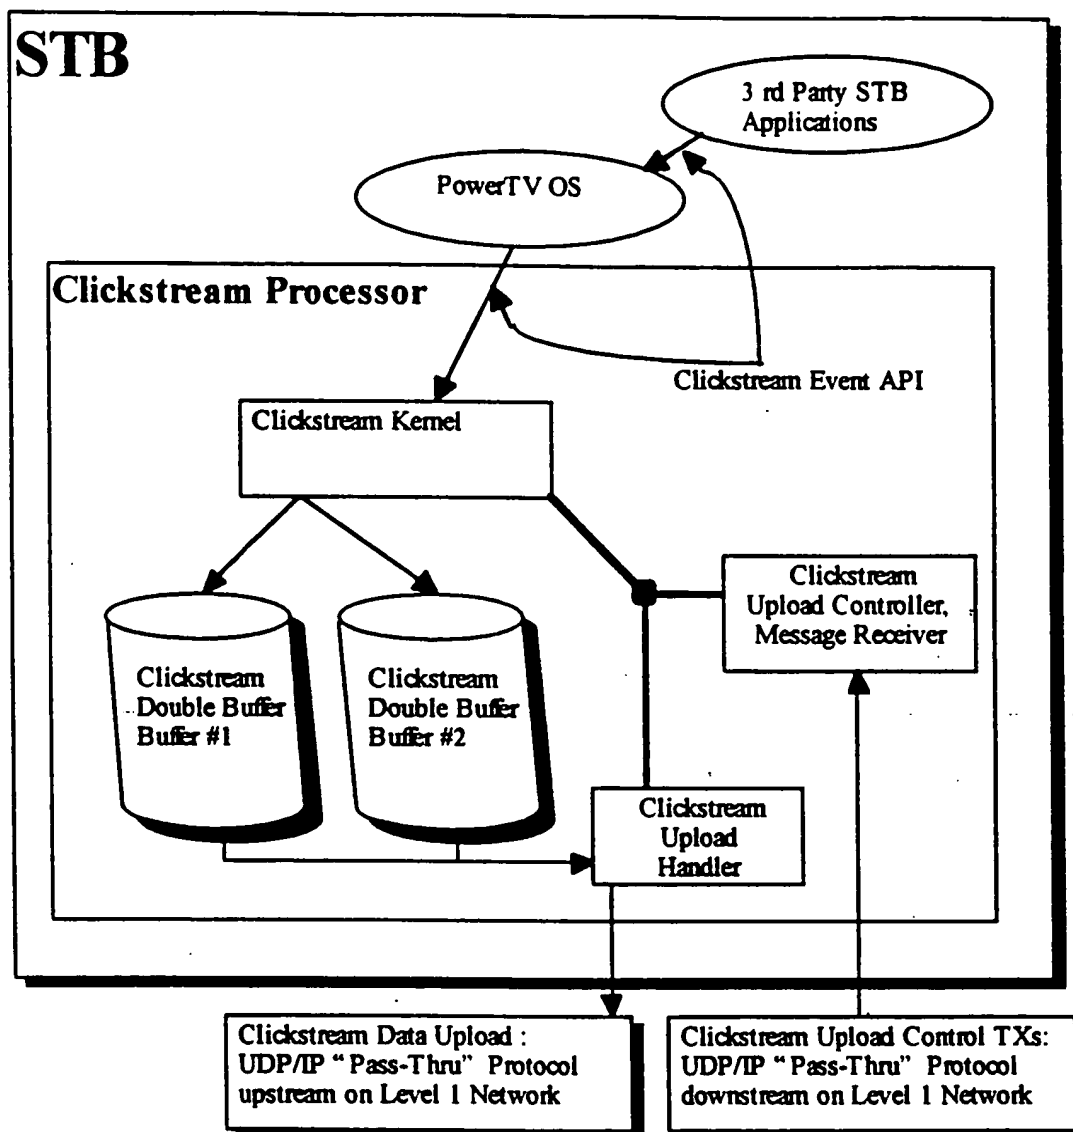 STB
3 rd Party STB
Applications
PowerTV OS
Clickstream Processor
Clickstream Event API
Clickstream Kernel
Clickstream
Upload Controller,
Message Receiver
Clickstream
Double Buffer
Buffer #1
Clickstream
Double Buffer
Buffer #2
Clickstream
Upload
Handler
Clickstream Data Upload :
UDP/IP “Pass-Thru” Protocol
upstream on Level 1 Network
Clickstream Upload Control TXs:
UDP/IP “Pass-Thru” Protocol
downstream on Level 1 Network